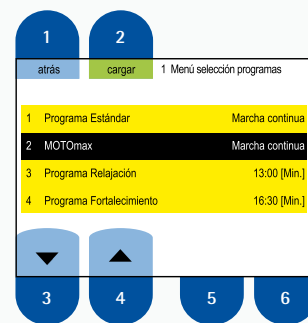 1 2
atrás cargar 1 Menú selección programas
1 Programa Estándar Marcha continua
2 MOTOmax Marcha continua
3 Programa Relajación 13:00 [Min.]
4 Programa Fortalecimiento 16:30 [Min.]
3 4 5 6